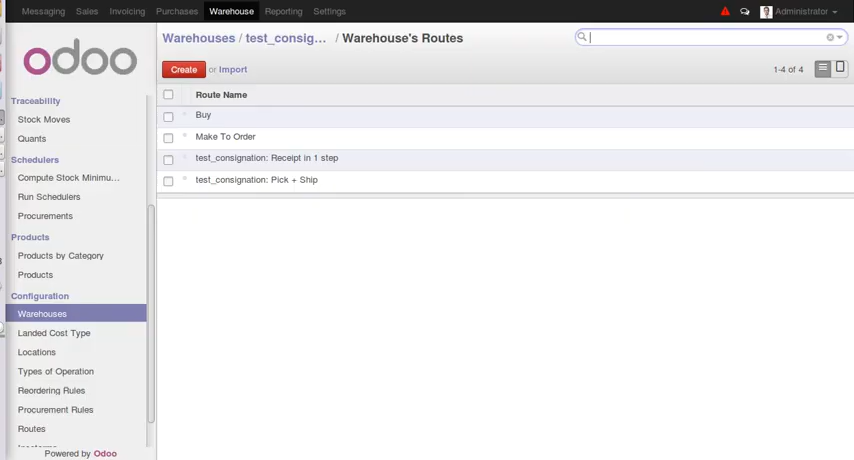 Messaging Sales Invoicing Purchases Warehouse Reporting Settings Administrator
odoo
Warehouses / test_consig... / Warehouse's Routes
Create or Import
1-4 of 4
Traceability
Stock Moves
Quants
Schedulers
Compute Stock Minimu...
Run Schedulers
Procurements
Products
Products by Category
Products
Configuration
Warehouses
Landed Cost Type
Locations
Types of Operation
Reordering Rules
Procurement Rules
Routes
Powered by Odoo
Route Name
Buy
Make To Order
test_consignation: Receipt in 1 step
test_consignation: Pick + Ship